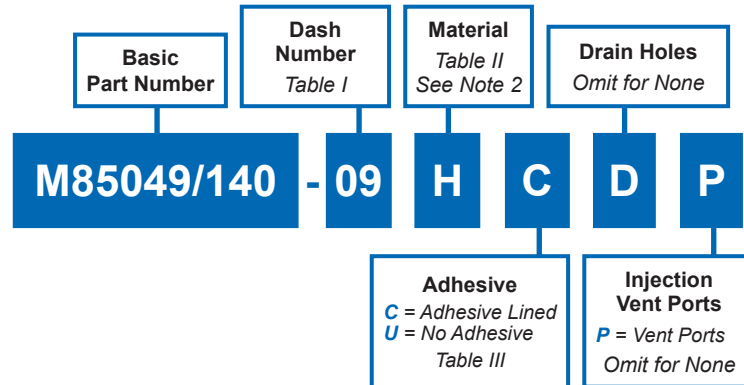 Basic
Part Number
Dash
Number
Table I
Material
Table II
See Note 2
Drain Holes
Omit for None
M85049/140 - 09 H C D P
Adhesive
C = Adhesive Lined
U = No Adhesive
Table III
Injection
Vent Ports
P = Vent Ports
Omit for None